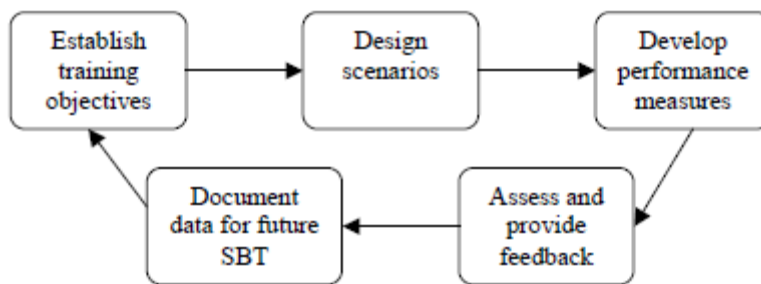 Establish
training
objectives
Design
scenarios
Develop
performance
measures
Document
data for future
SBT
Assess and
provide
feedback